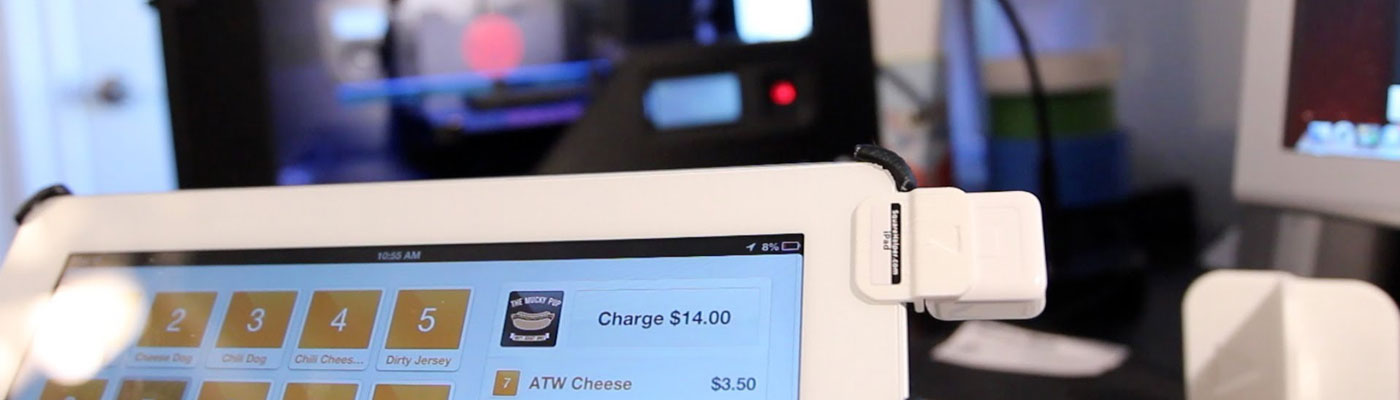 10:55 AM
8%
2
3
4
5
Cheese Dog
Chili Dog
Chili Chees...
Dirty Jersey
THE MUCKY PUP
Charge $14.00
7
ATW Cheese
$3.50
iPad